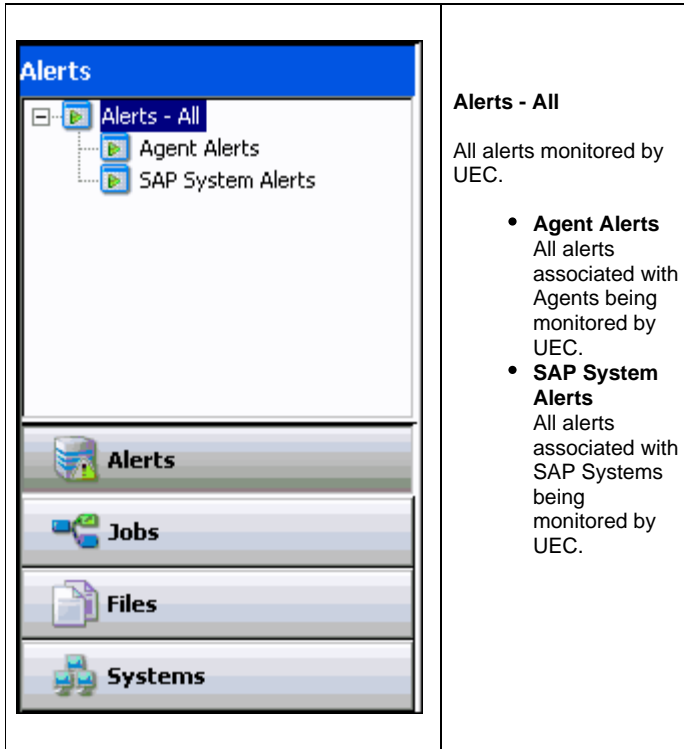 Alerts
Alerts - All
Agent Alerts
SAP System Alerts
Alerts
Jobs
Files
Systems
Alerts - All
All alerts monitored by
UEC.
• Agent Alerts
All alerts
associated with
Agents being
monitored by
UEC.
• SAP System
Alerts
All alerts
associated with
SAP Systems
being
monitored by
UEC.